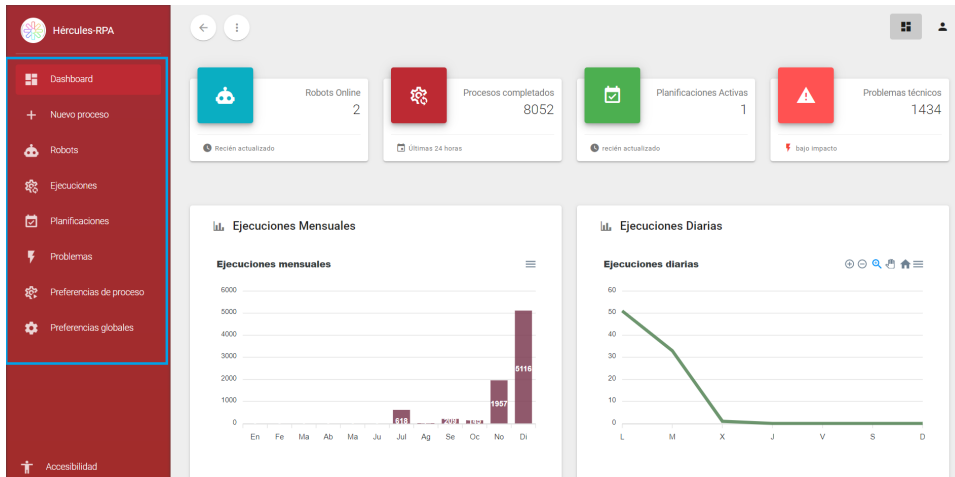 Hércules-RPA
Dashboard
Nuevo proceso
Robots
Ejecuciones
Planificaciones
Problemas
Preferencias de proceso
Preferencias globales
Accesibilidad
Robots Online
2
Recién actualizado
Procesos completados
8052
Últimas 24 horas
Planificaciones Activas
1
recién actualizado
Problemas técnicos
1434
bajo impacto
Ejecuciones Mensuales
Ejecuciones mensuales
6000
5000
4000
3000
2000
1000
0
618
209
145
1957
5116
En Fe Ma Ab Ma Ju Jul Ag Se Oc No Di
Ejecuciones Diarias
Ejecuciones diarias
60
50
40
30
20
10
0
L M X J V S D